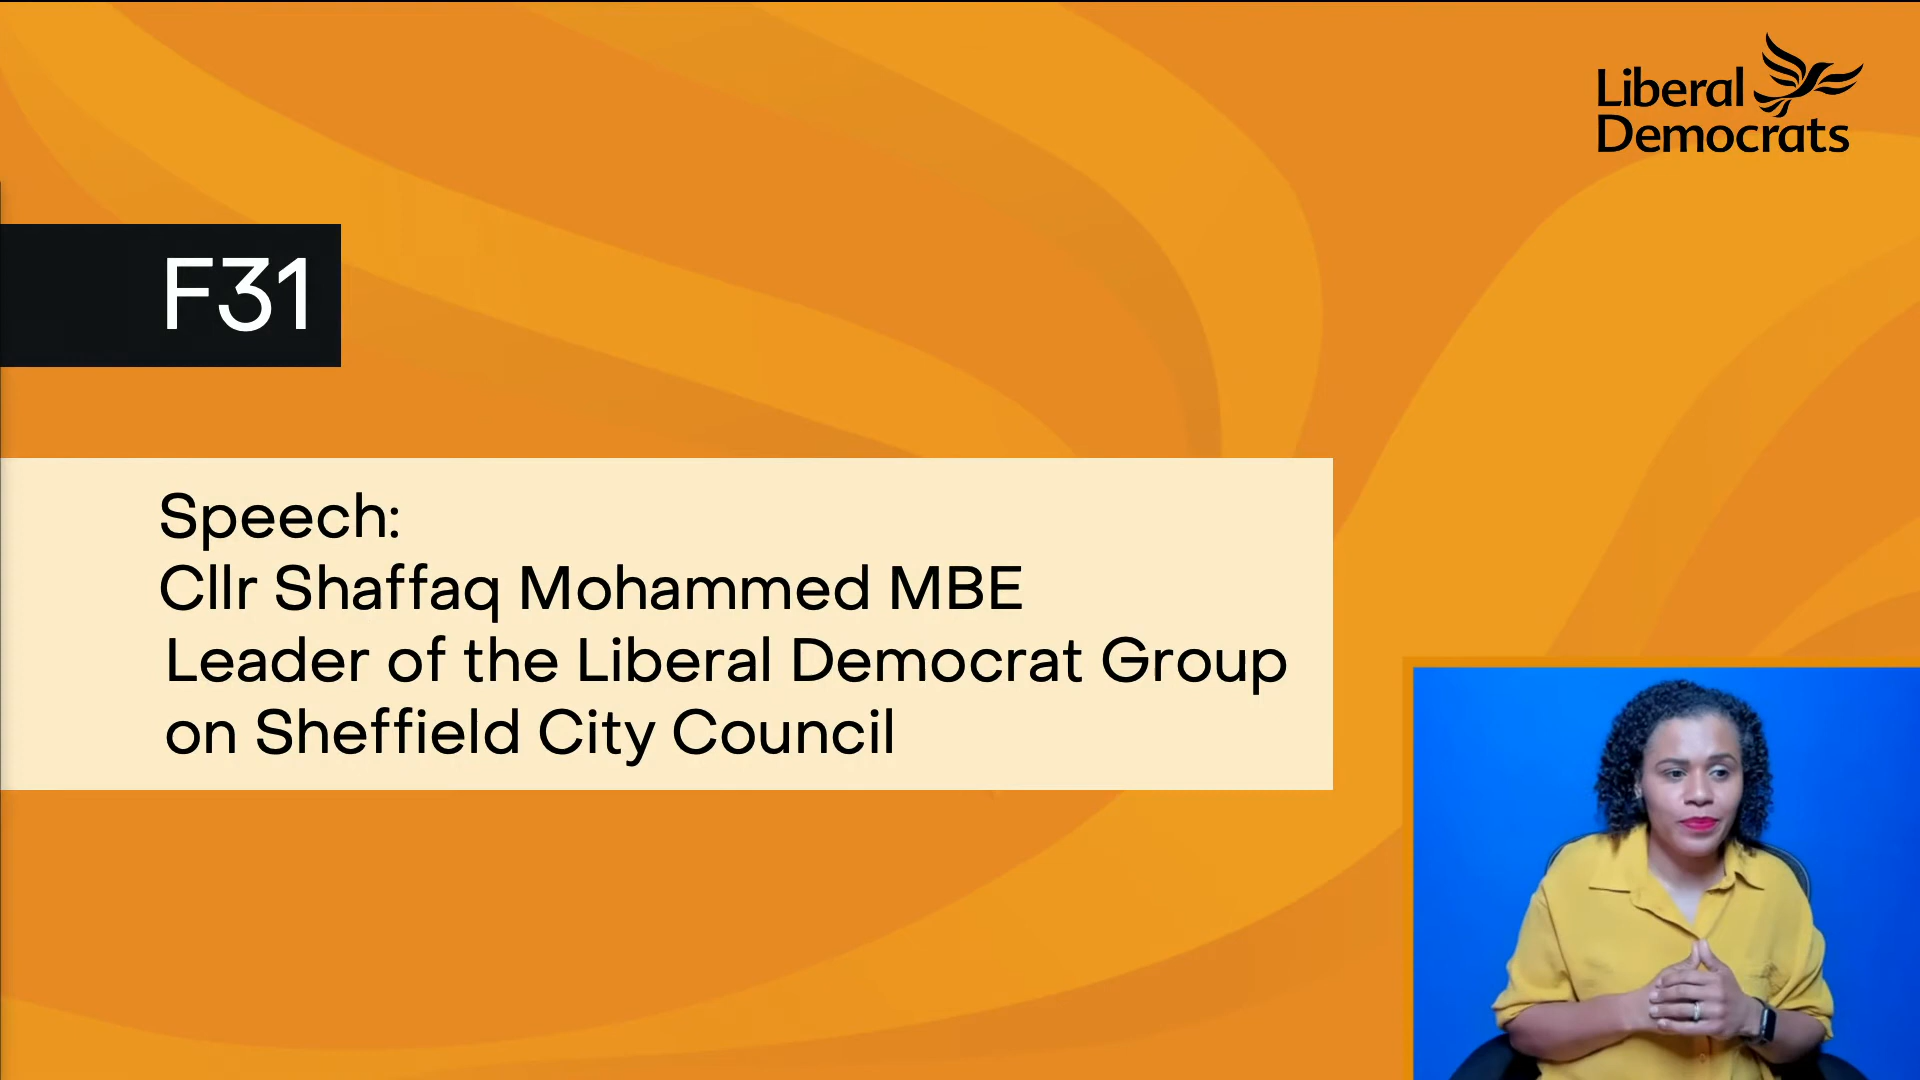 Liberal
Democrats
F31
Speech:
Cllr Shaffaq Mohammed MBE
Leader of the Liberal Democrat Group
on Sheffield City Council